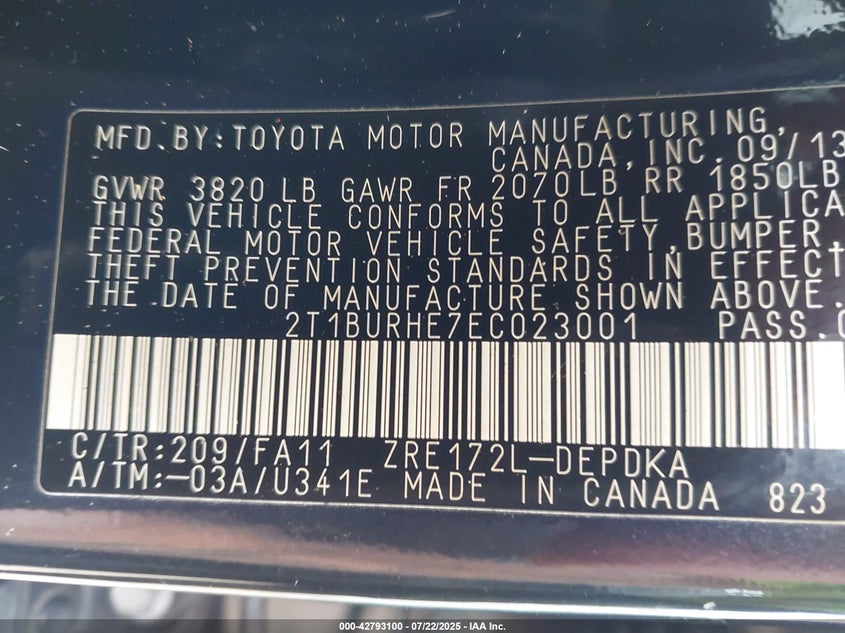 MFD.BY:TOYOTA MOTOR MANUFACTURING,
CANADA,INC. 09/13
GVWR 3820 LB GAWR FR 2070LB RR 1850LB
THIS VEHICLE CONFORMS TO ALL APPLICA
FEDERAL MOTOR VEHICLE SAFETY,BUMPER,
THEFT PREVENTION STANDARDS IN EFFECT
THE DATE OF MANUFACTURE SHOWN ABOVE.
2T1BURHE7EC023001 PASS.
C/TR:209/FA11 ZRE172L-DEPDKA
A/TM:-03A/U341E MADE IN CANADA 823
000-42793100 - 07/22/2025 - IAA Inc.